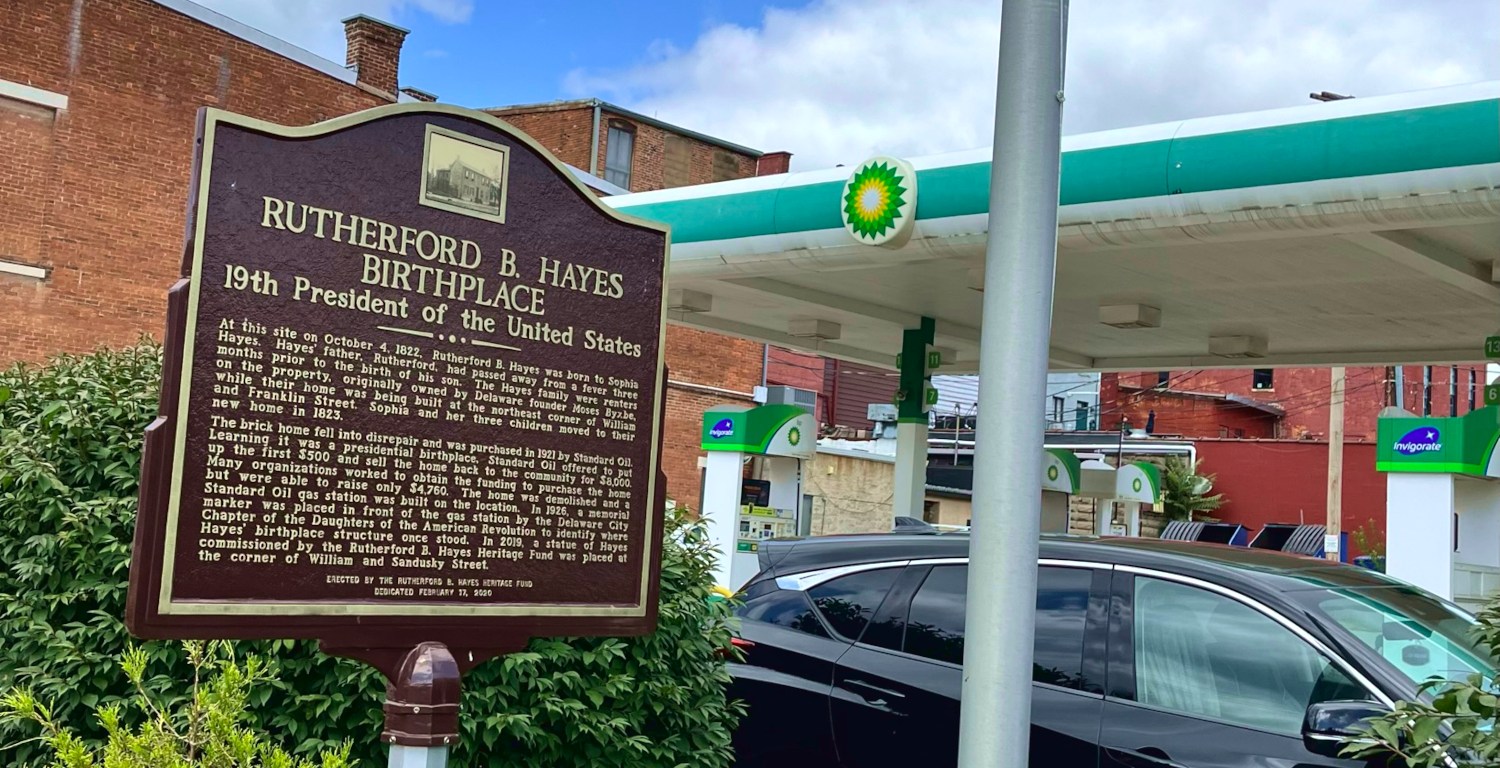 RUTHERFORD B. HAYES
BIRTHPLACE
19th President of the United States
At this site on October 4, 1822, Rutherford B. Hayes was born to Sophia
Hayes. Hayes' father, Rutherford, had passed away from a fever three
months prior to the birth of his son. The Hayes family were renters
on the property, originally owned by Delaware founder Moses Byxbe,
while their home was being built at the northeast corner of William
and Franklin Street. Sophia and her three children moved to their
new home in 1823.
The brick home fell into disrepair and was purchased in 1921 by Standard Oil.
Learning it was a presidential birthplace, Standard Oil offered to put
up the first $500 and sell the home back to the community for $8,000.
Many organizations worked to obtain the funding to purchase the home
but were able to raise only $4,760. The home was demolished and a
Standard Oil gas station was built on the location. In 1926, a memorial
marker was placed in front of the gas station by the Delaware City
Chapter of the Daughters of the American Revolution to identify where
Hayes' birthplace structure once stood. In 2019, a statue of Hayes
commissioned by the Rutherford B. Hayes Heritage Fund was placed at
the corner of William and Sandusky Street.
ERECTED BY THE RUTHERFORD B. HAYES HERITAGE FUND
DEDICATED FEBRUARY 17, 2020
11
7
13
6
invigorate
invigorate